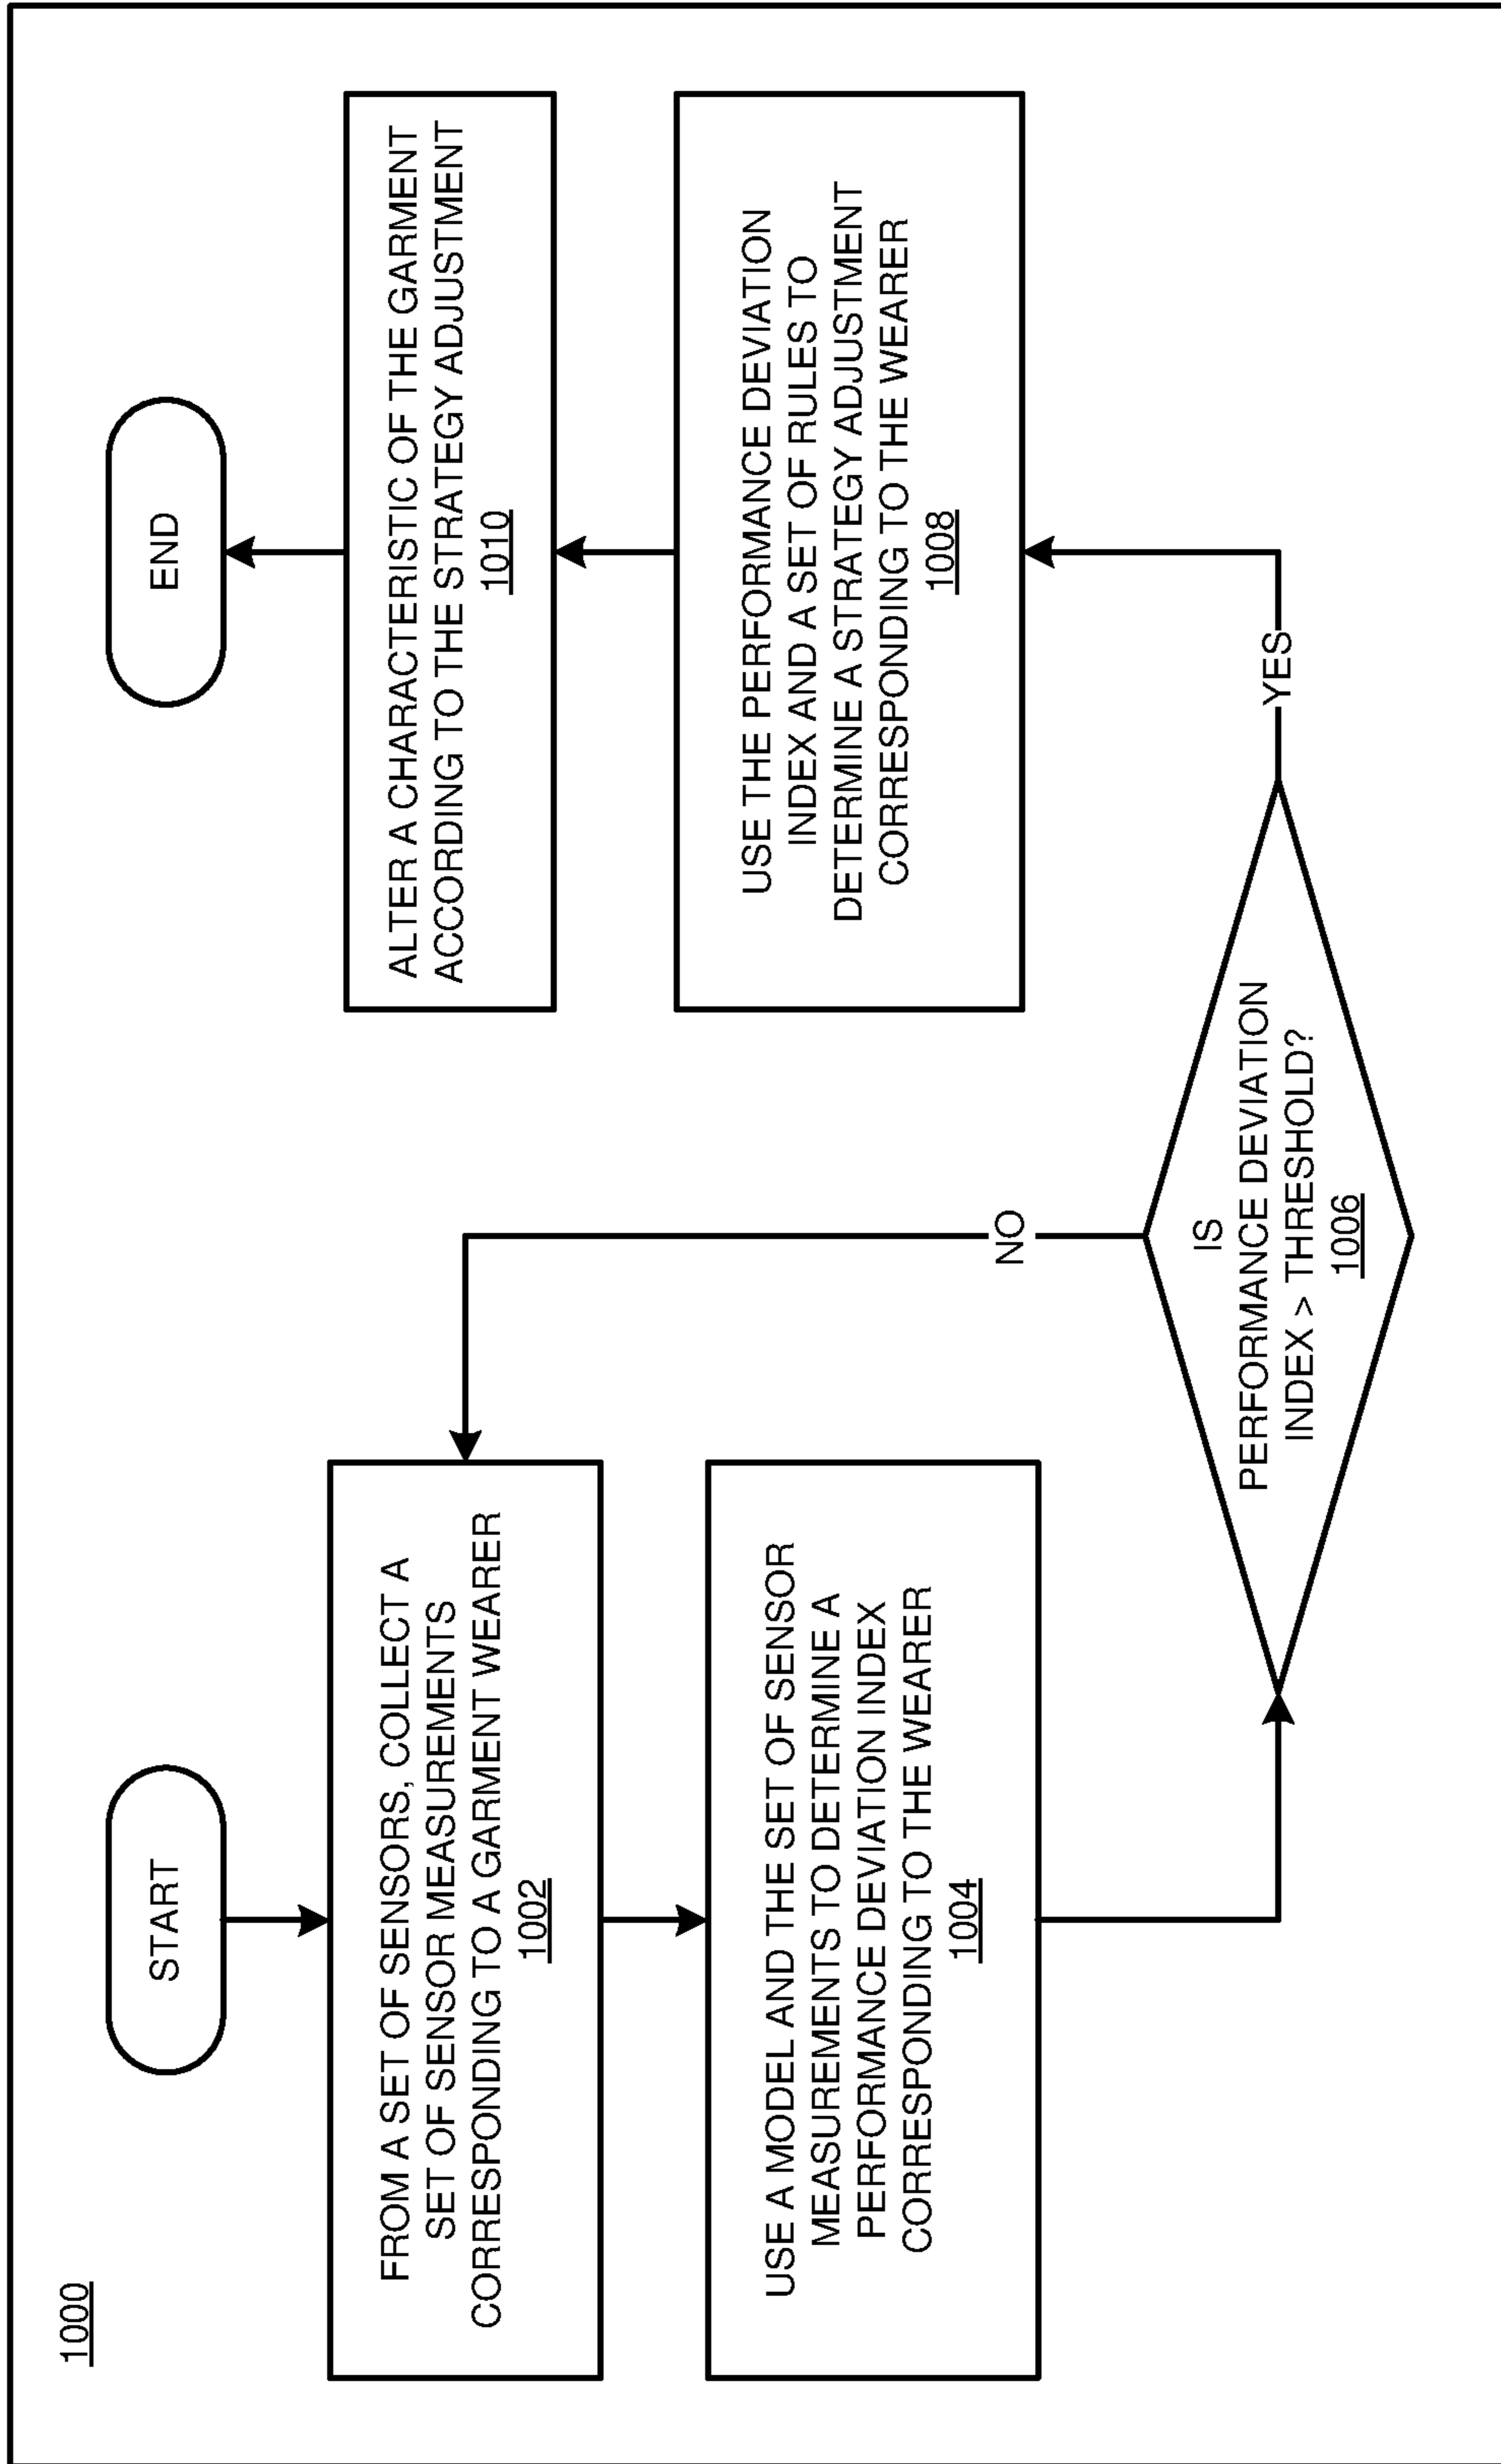 1000
START
FROM A SET OF SENSORS, COLLECT A
SET OF SENSOR MEASUREMENTS
CORRESPONDING TO A GARMENT WEARER
1002
USE A MODEL AND THE SET OF SENSOR
MEASUREMENTS TO DETERMINE A
PERFORMANCE DEVIATION INDEX
CORRESPONDING TO THE WEARER
1004
IS
PERFORMANCE DEVIATION
INDEX > THRESHOLD?
1006
NO
YES
USE THE PERFORMANCE DEVIATION
INDEX AND A SET OF RULES TO
DETERMINE A STRATEGY ADJUSTMENT
CORRESPONDING TO THE WEARER
1008
ALTER A CHARACTERISTIC OF THE GARMENT
ACCORDING TO THE STRATEGY ADJUSTMENT
1010
END